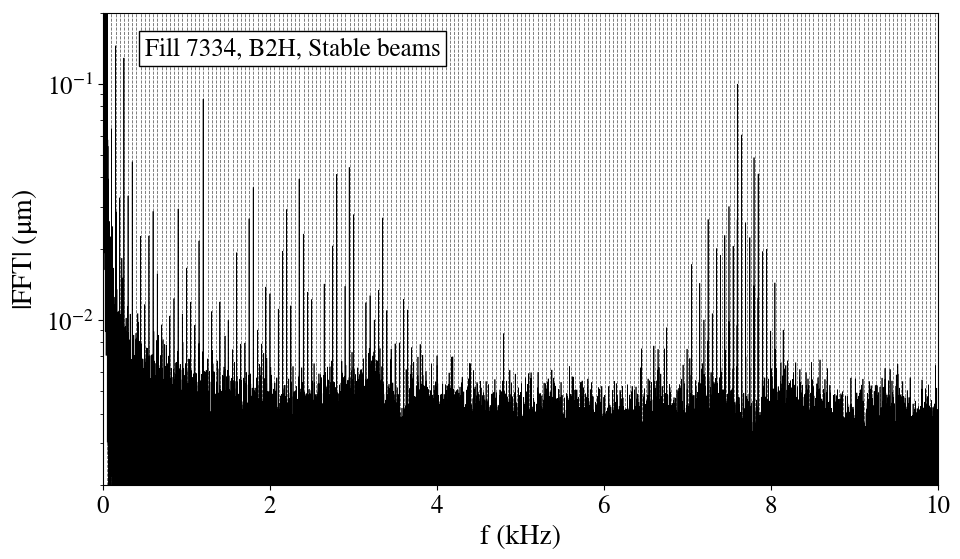 Fill 7334, B2H, Stable beams
|FFT| (μm)
10⁻¹
10⁻²
0 2 4 6 8 10
f (kHz)